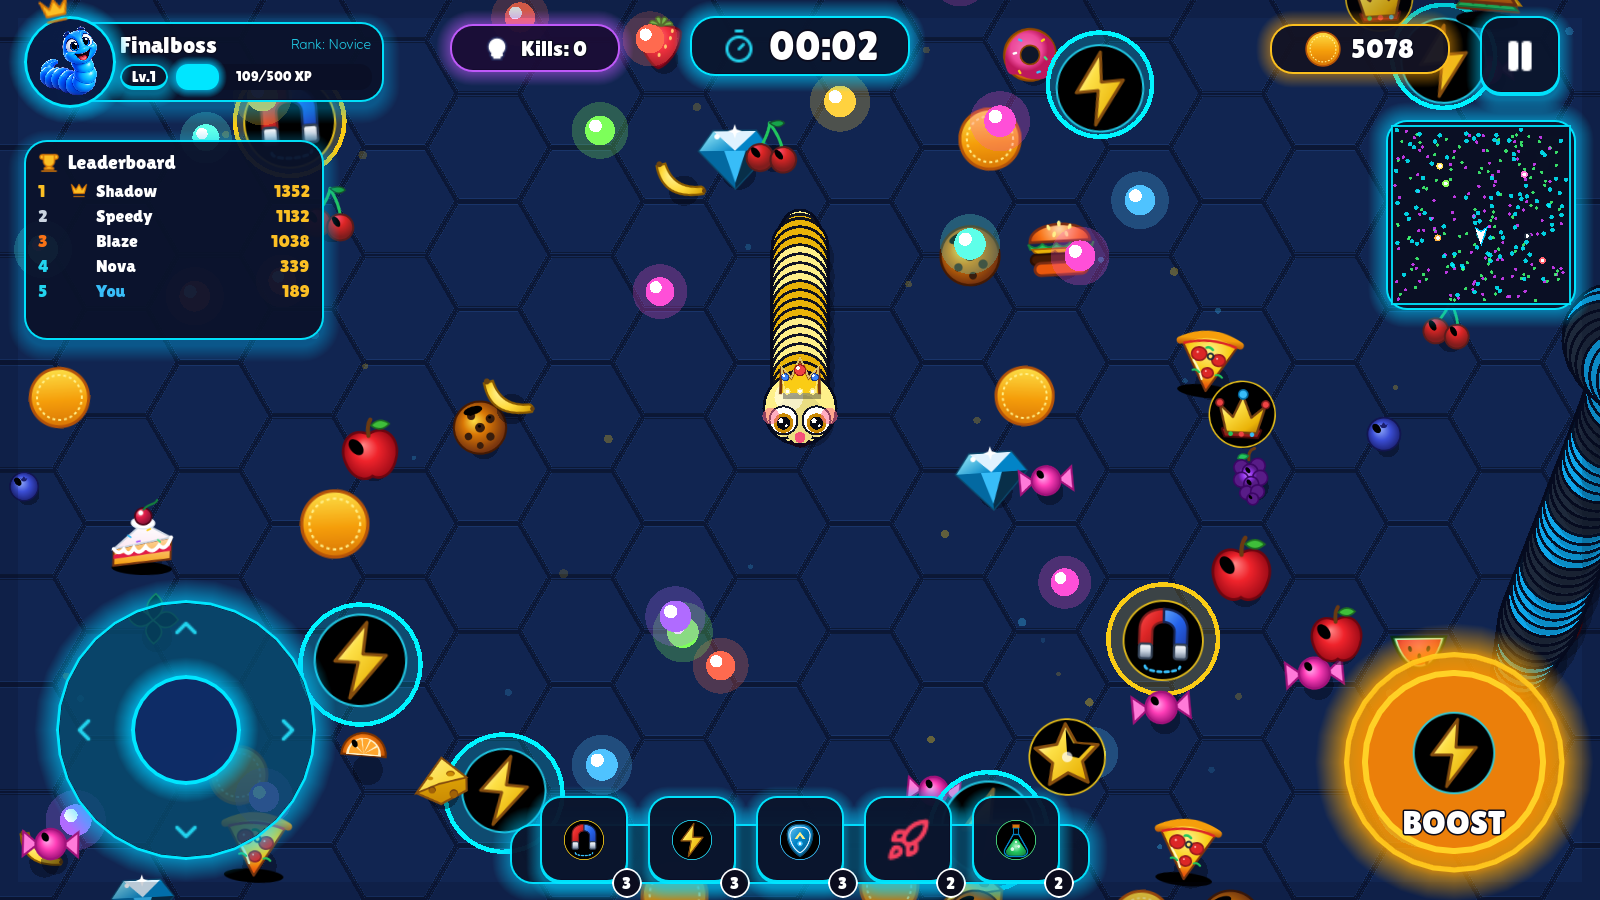 Finalboss
Rank: Novice
Lv.1
109/500 XP
Kills: 0
00:02
5078
Leaderboard
1 Shadow 1352
2 Speedy 1132
3 Blaze 1038
4 Nova 339
5 You 189
BOOST
3 3 3 2 2